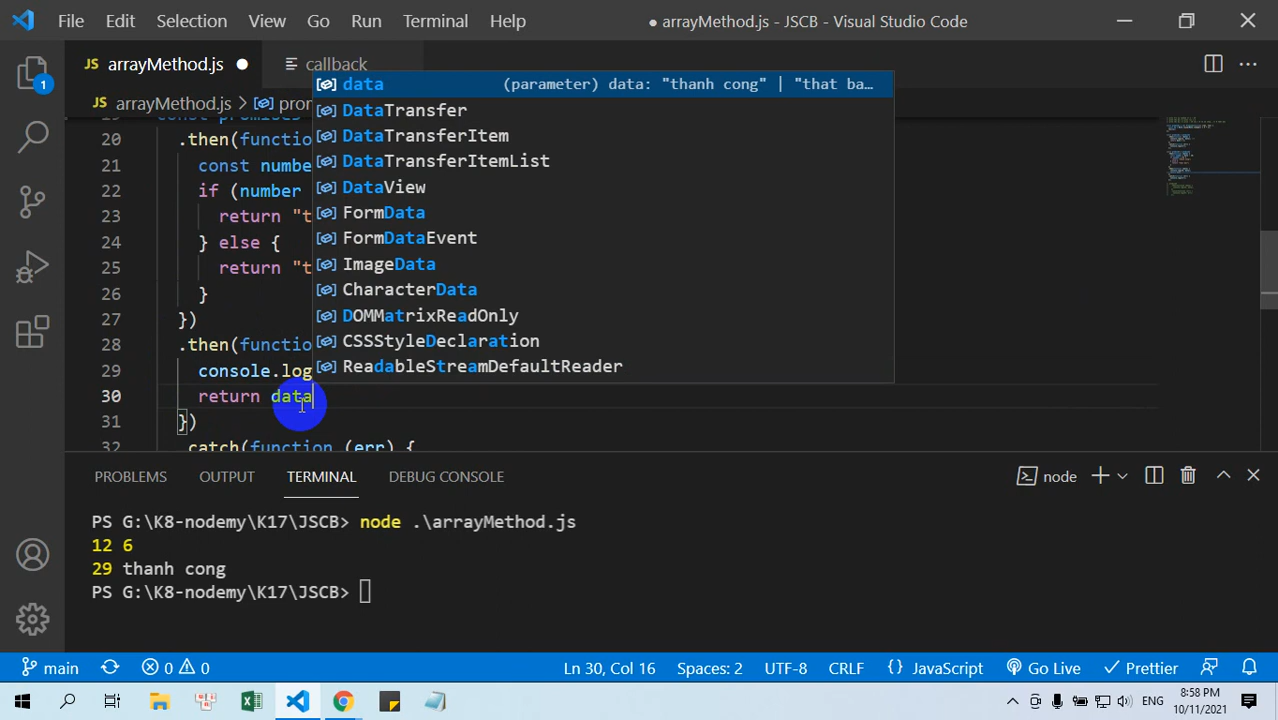 File Edit Selection View Go Run Terminal Help ● arrayMethod.js - JSCB - Visual Studio Code
JS arrayMethod.js ● callback
JS arrayMethod.js >
20 .then(
21 const
22 if (number
23 return
24 } else {
25 return
26 }
27 })
28 .then(
29 console.log
30 return data
31 })
32 catch(function (err) {
data (parameter) data: "thanh cong" | "that ba…
DataTransfer
DataTransferItem
DataTransferItemList
DataView
FormData
FormDataEvent
ImageData
CharacterData
DOMMatrixReadOnly
CSSStyleDeclaration
ReadableStreamDefaultReader
1
PROBLEMS OUTPUT TERMINAL DEBUG CONSOLE node
PS G:\K8-nodemy\K17\JSCB> node .\arrayMethod.js
12 6
29 thanh cong
PS G:\K8-nodemy\K17\JSCB>
main 0 0 Ln 30, Col 16 Spaces: 2 UTF-8 CRLF {} JavaScript Go Live Prettier
ENG 8:58 PM
10/11/2021